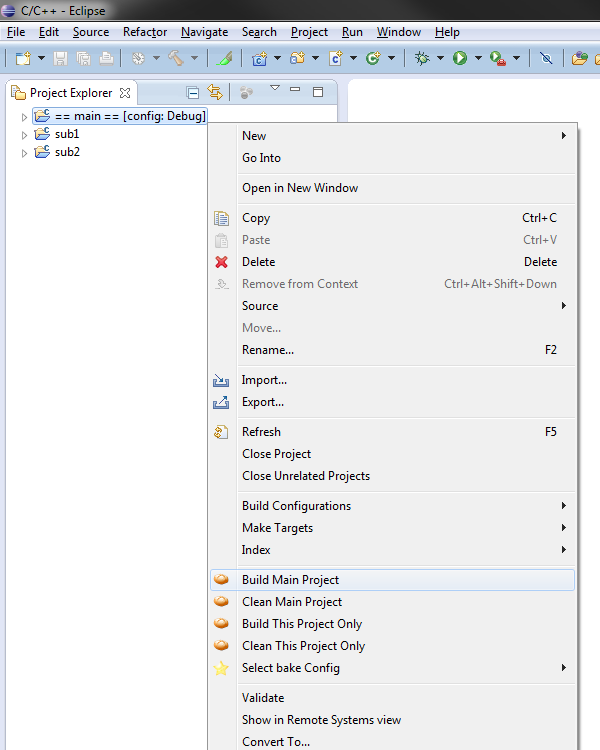 C/C++ - Eclipse
File Edit Source Refactor Navigate Search Project Run Window Help
Project Explorer
== main == [config: Debug]
sub1
sub2
New
Go Into
Open in New Window
Copy Ctrl+C
Paste Ctrl+V
Delete Delete
Remove from Context Ctrl+Alt+Shift+Down
Source
Move...
Rename... F2
Import...
Export...
Refresh F5
Close Project
Close Unrelated Projects
Build Configurations
Make Targets
Index
Build Main Project
Clean Main Project
Build This Project Only
Clean This Project Only
Select bake Config
Validate
Show in Remote Systems view
Convert To...